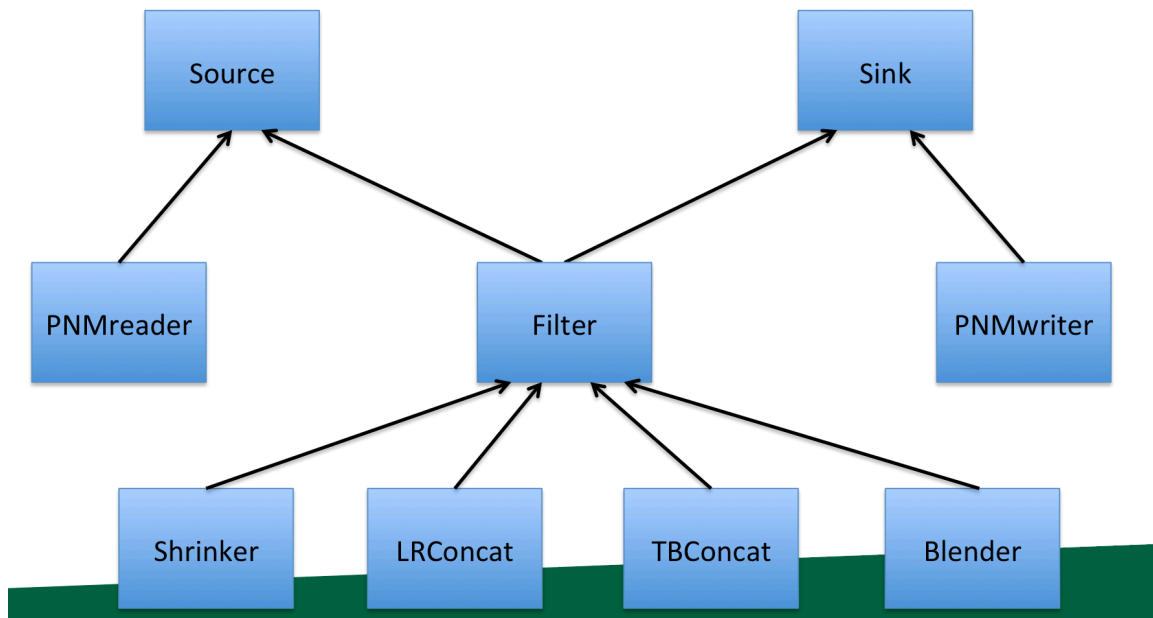 Source
Sink
PNMreader
Filter
PNMwriter
Shrinker
LRConcat
TBConcat
Blender